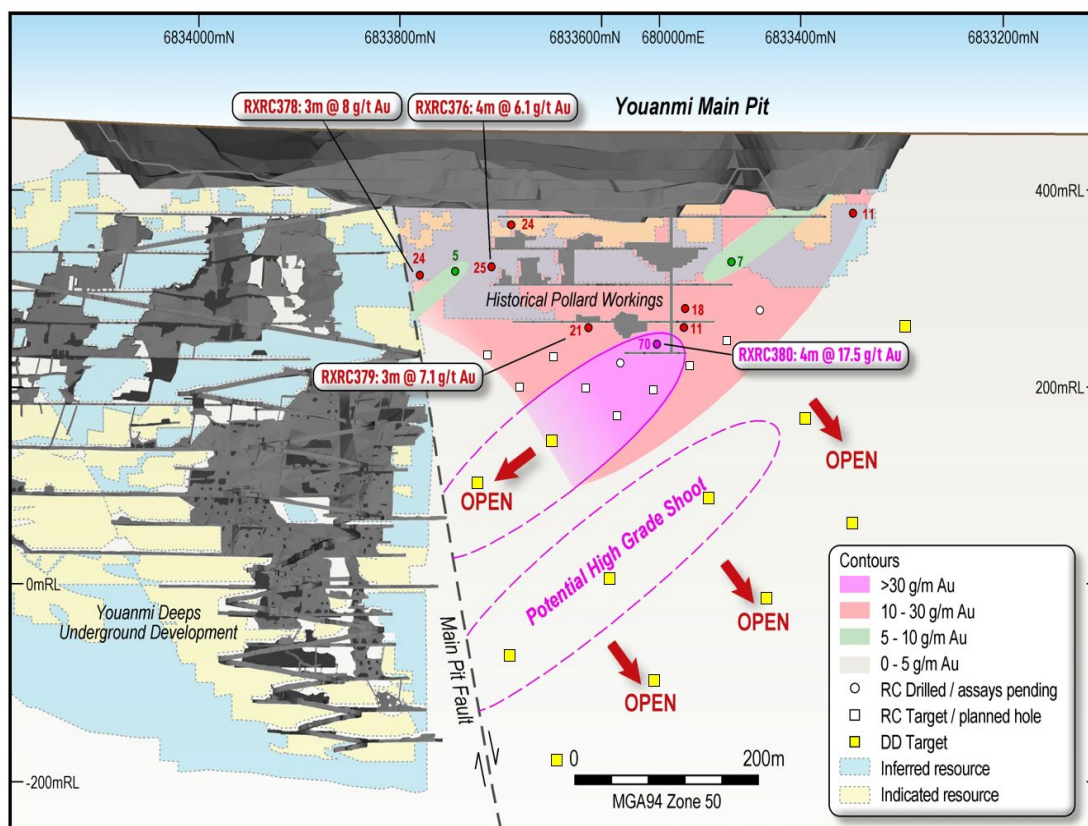 6834000mN
6833800mN
6833600mN
680000mE
6833400mN
6833200mN
RXRC378: 3m @ 8 g/t Au
RXRC376: 4m @ 6.1 g/t Au
Youanmi Main Pit
400mRL
24
11
24
5
25
7
Historical Pollard Workings
18
21
11
70
RXRC380: 4m @ 17.5 g/t Au
RXRC379: 3m @ 7.1 g/t Au
200mRL
OPEN
OPEN
Potential High Grade Shoot
0mRL
Youanmi Deeps
Underground Development
Main Pit Fault
OPEN
OPEN
-200mRL
0
200m
MGA94 Zone 50
Contours
>30 g/m Au
10 - 30 g/m Au
5 - 10 g/m Au
0 - 5 g/m Au
RC Drilled / assays pending
RC Target / planned hole
DD Target
Inferred resource
Indicated resource